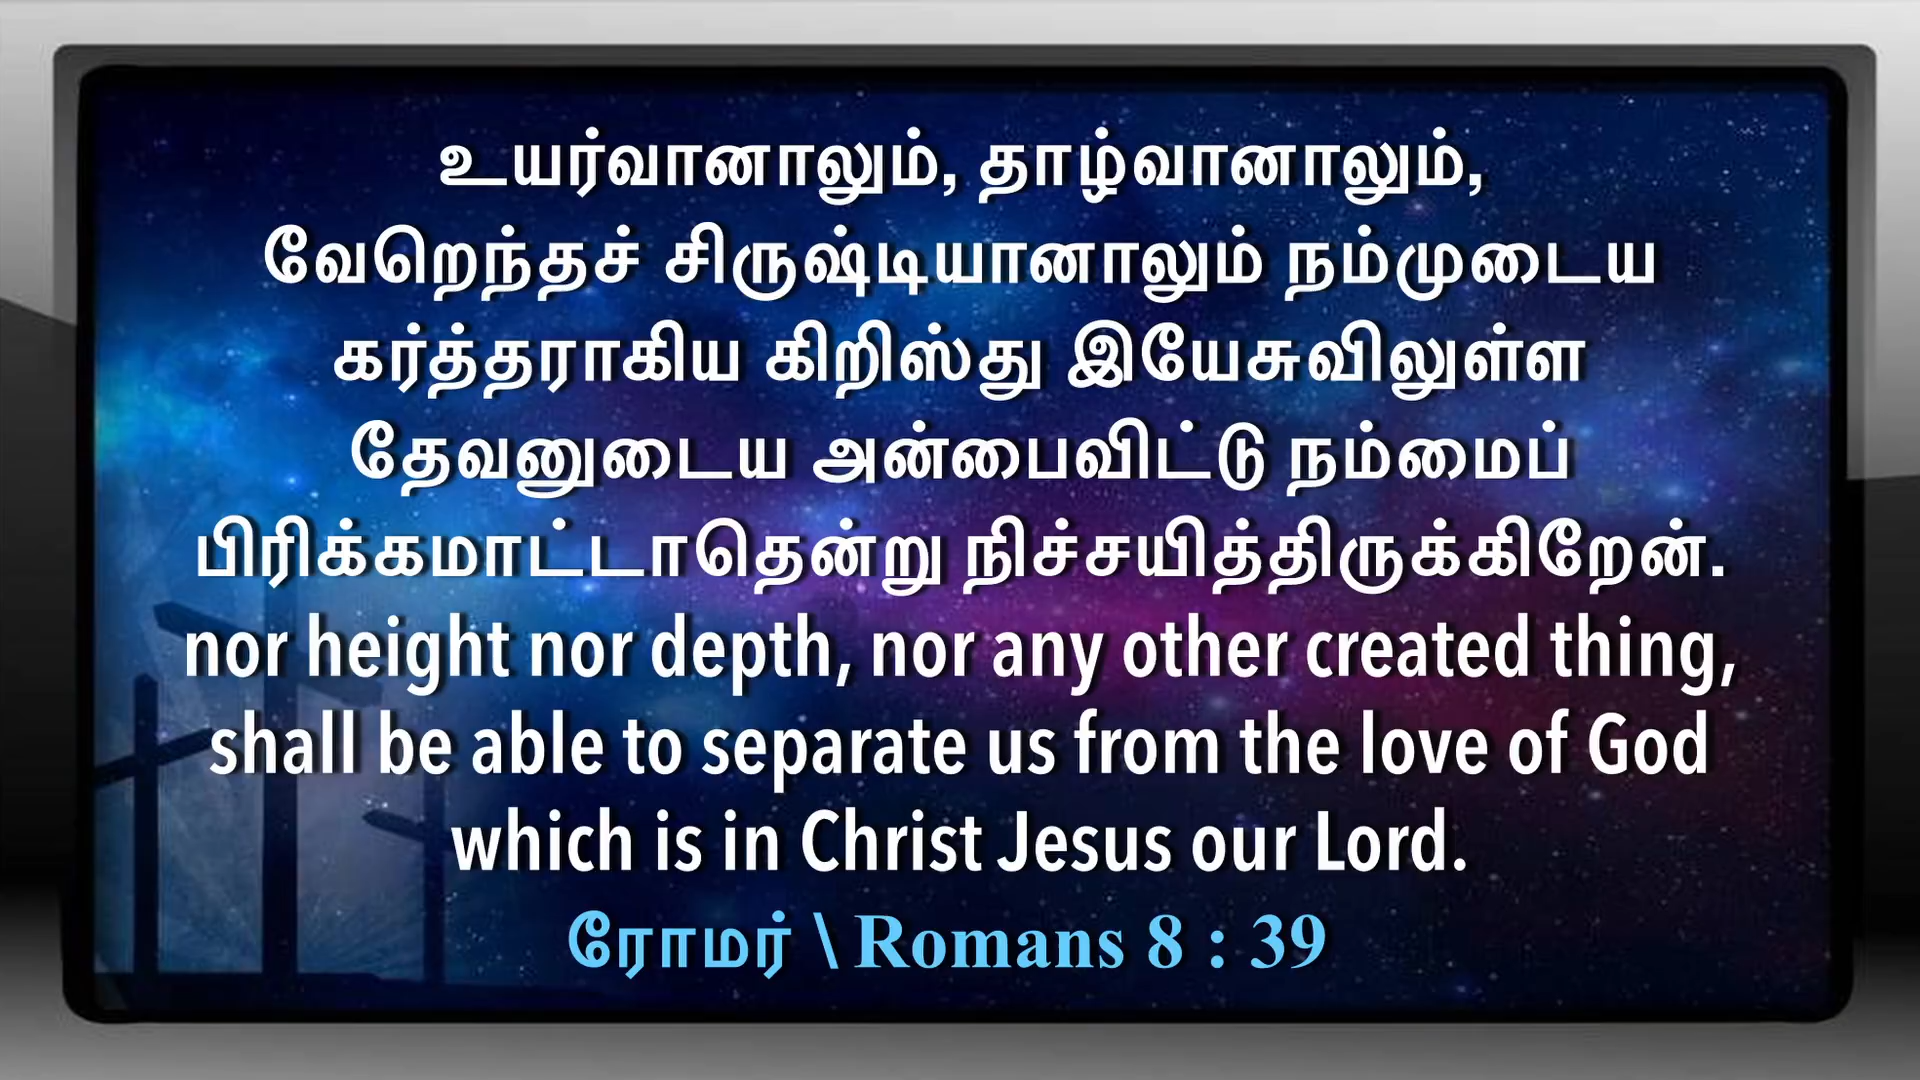 உயர்வானாலும், தாழ்வானாலும்,
வேறெந்தச் சிருஷ்டியானாலும் நம்முடைய
கர்த்தராகிய கிறிஸ்து இயேசுவிலுள்ள
தேவனுடைய அன்பைவிட்டு நம்மைப்
பிரிக்கமாட்டாதென்று நிச்சயித்திருக்கிறேன்.
nor height nor depth, nor any other created thing,
shall be able to separate us from the love of God
which is in Christ Jesus our Lord.
ரோமர் \ Romans 8 : 39